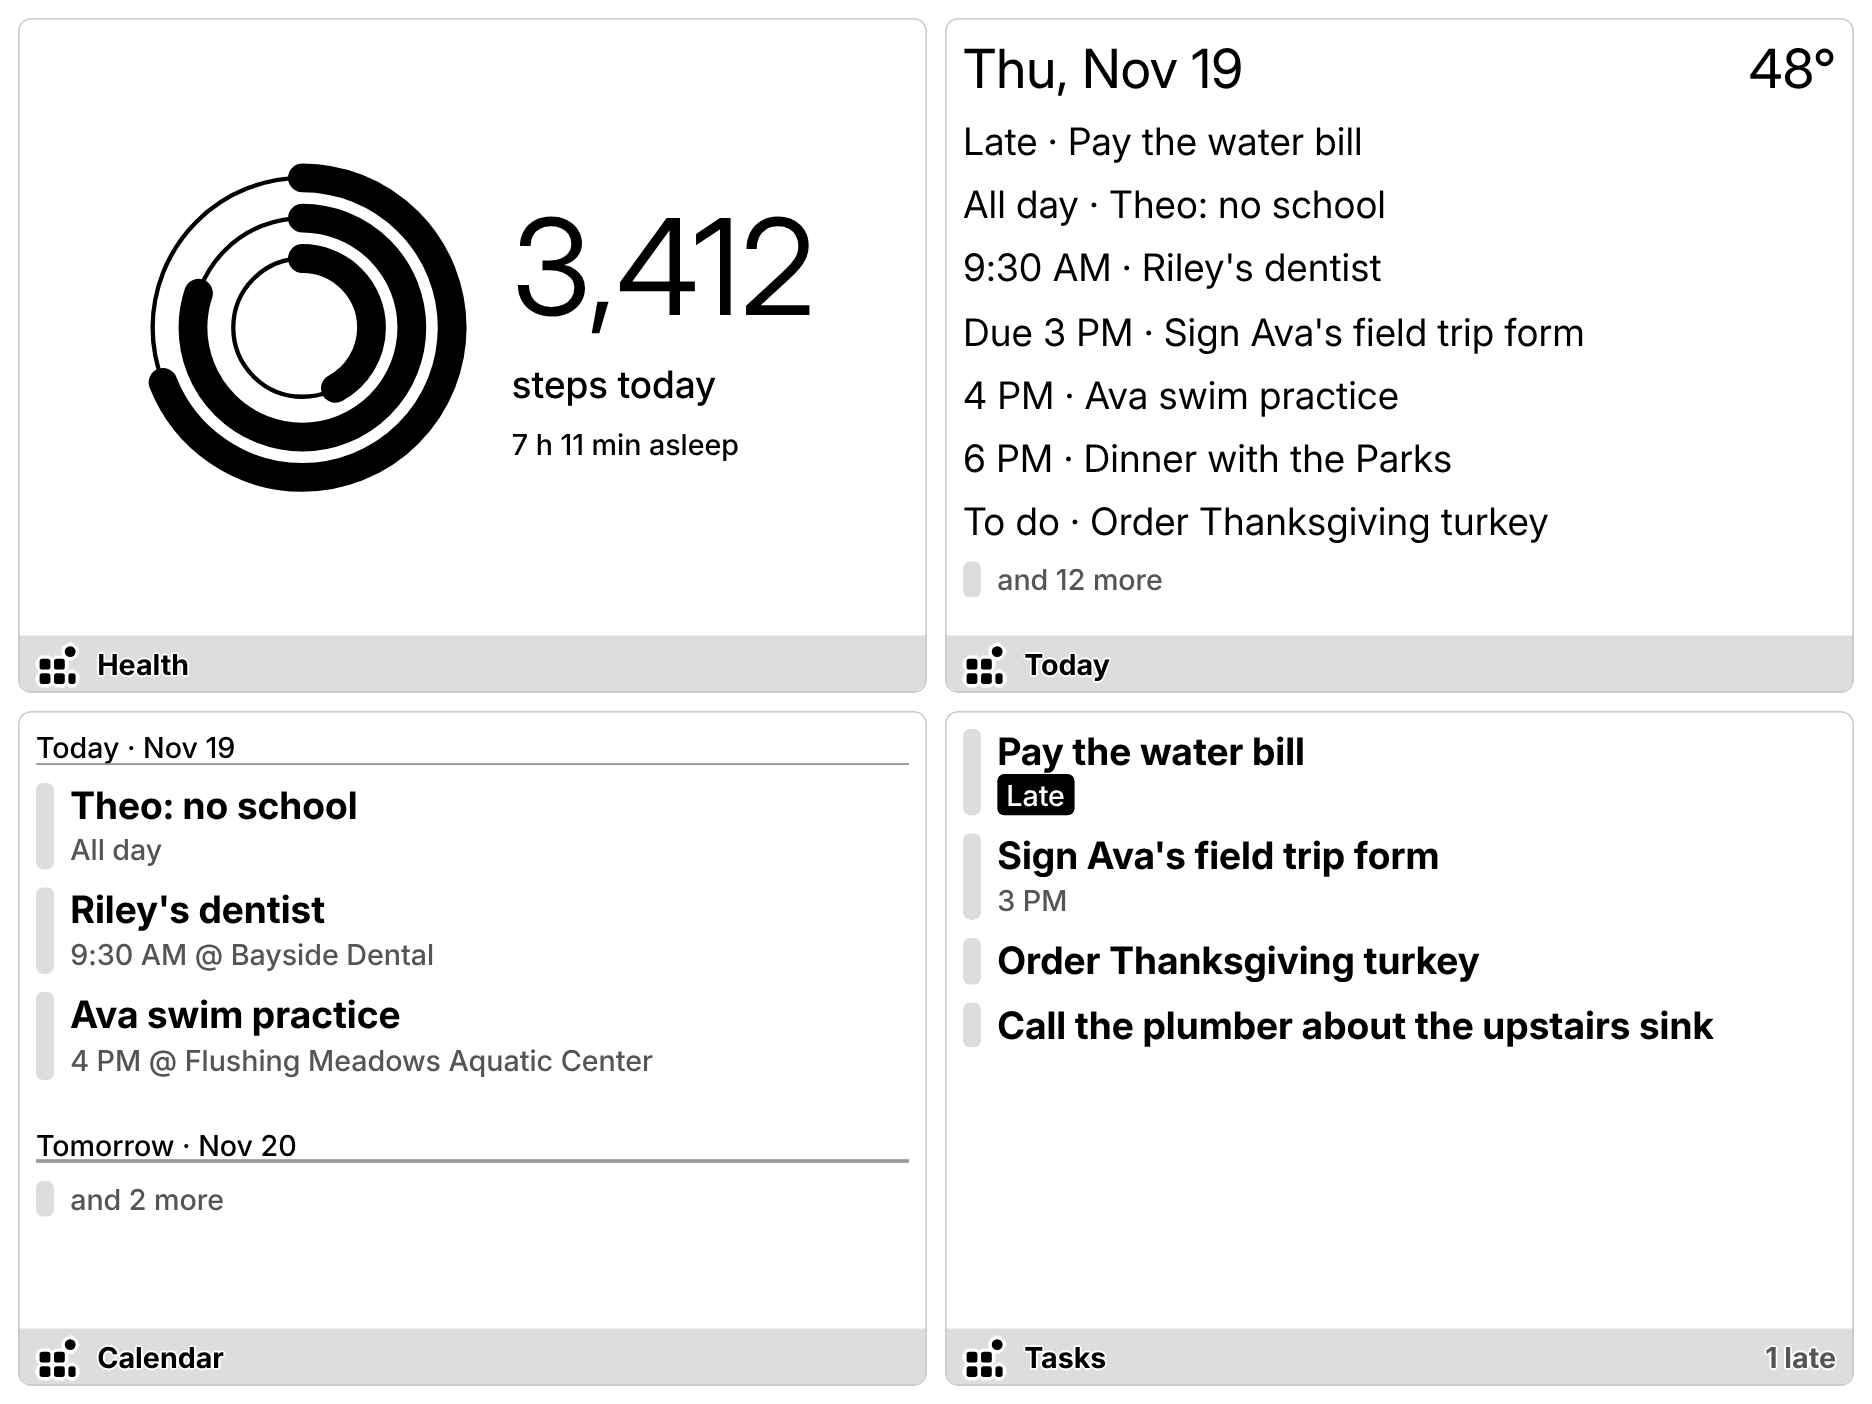 3,412
steps today
7 h 11 min asleep
Health
Thu, Nov 19
48°
Late · Pay the water bill
All day · Theo: no school
9:30 AM · Riley's dentist
Due 3 PM · Sign Ava's field trip form
4 PM · Ava swim practice
6 PM · Dinner with the Parks
To do · Order Thanksgiving turkey
and 12 more
Today
Today · Nov 19
Theo: no school
All day
Riley's dentist
9:30 AM @ Bayside Dental
Ava swim practice
4 PM @ Flushing Meadows Aquatic Center
Tomorrow · Nov 20
and 2 more
Calendar
Pay the water bill
Late
Sign Ava's field trip form
3 PM
Order Thanksgiving turkey
Call the plumber about the upstairs sink
Tasks
1 late